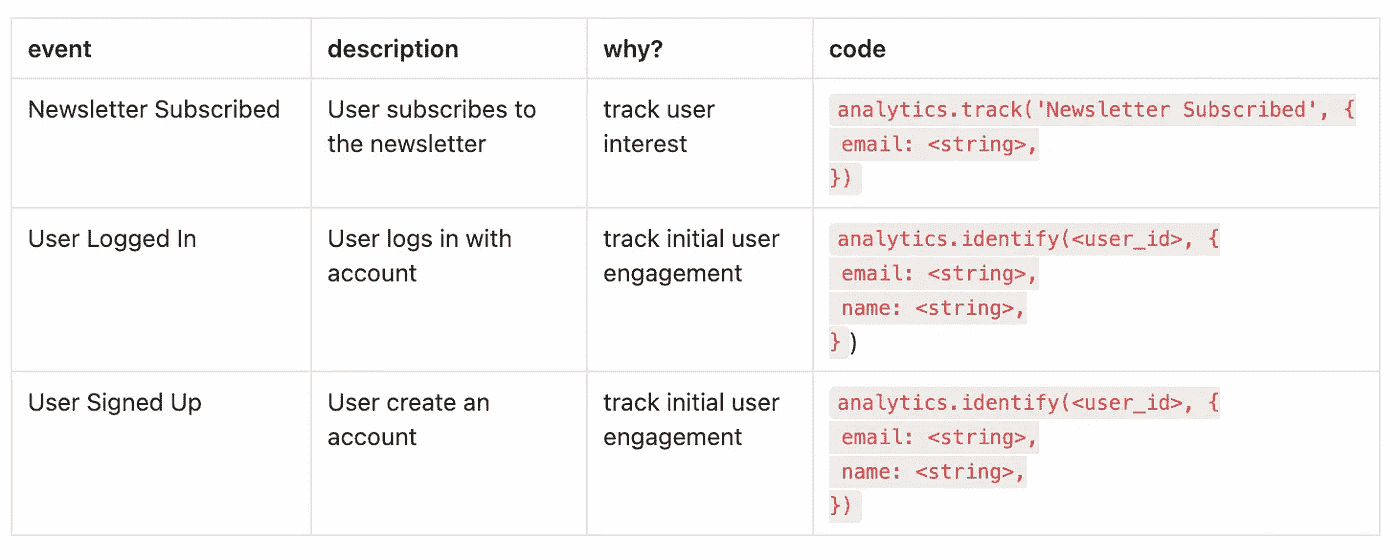 event description why? code
Newsletter Subscribed User subscribes to track user analytics.track('Newsletter Subscribed', {
the newsletter interest email: <string>,
})
User Logged In User logs in with track initial user analytics.identify(<user_id>, {
account engagement email: <string>,
name: <string>,
})
User Signed Up User create an track initial user analytics.identify(<user_id>, {
account engagement email: <string>,
name: <string>,
})